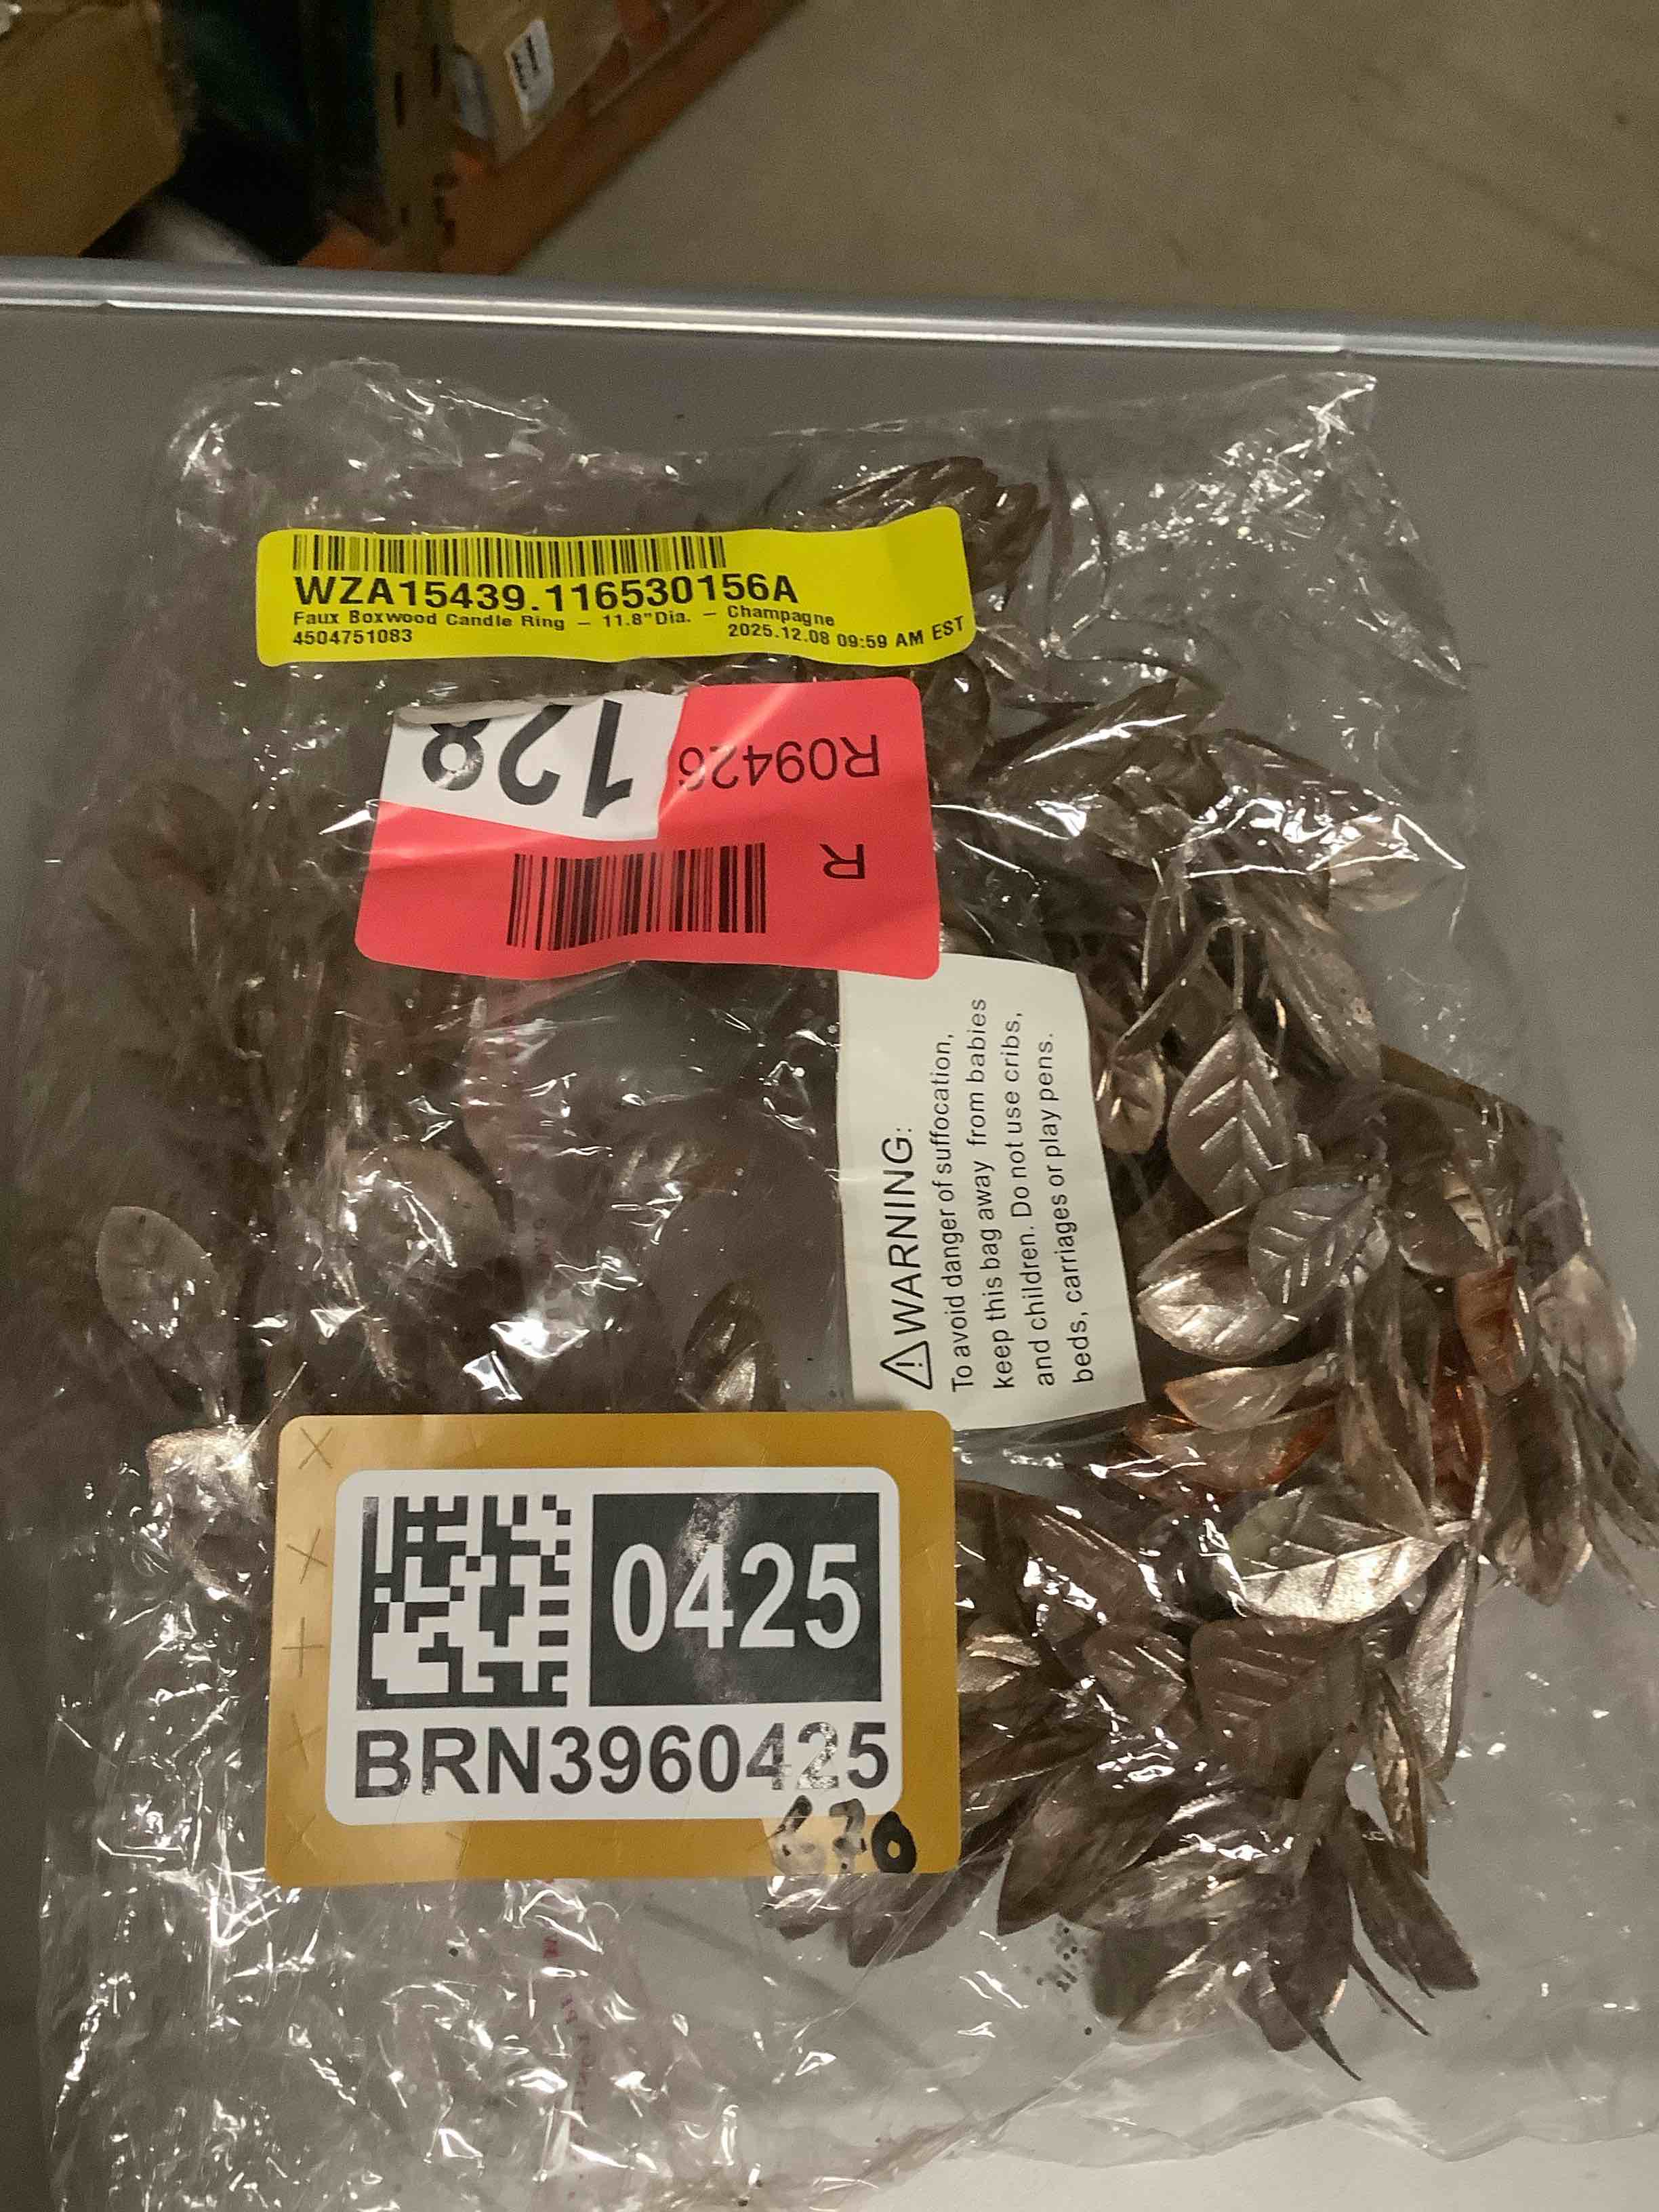 WZA15439.116530156A
Faux Boxwood Candle Ring – 11.8"Dia. – Champagne
4504751083
2025.12.08 09:59 AM EST
R09426
128
R
⚠WARNING:
To avoid danger of suffocation,
keep this bag away from babies
and children. Do not use cribs,
beds, carriages or play pens.
0425
BRN3960425